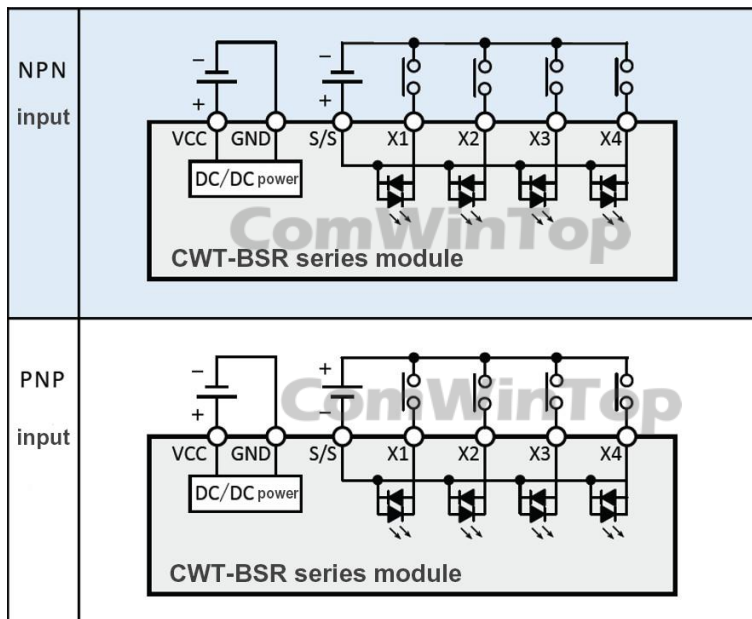 NPN
input
− −
+ +
VCC GND S/S X1 X2 X3 X4
DC/DC power
ComWinTop
CWT-BSR series module
PNP
input
− +
+ −
VCC GND S/S X1 X2 X3 X4
DC/DC power
ComWinTop
CWT-BSR series module